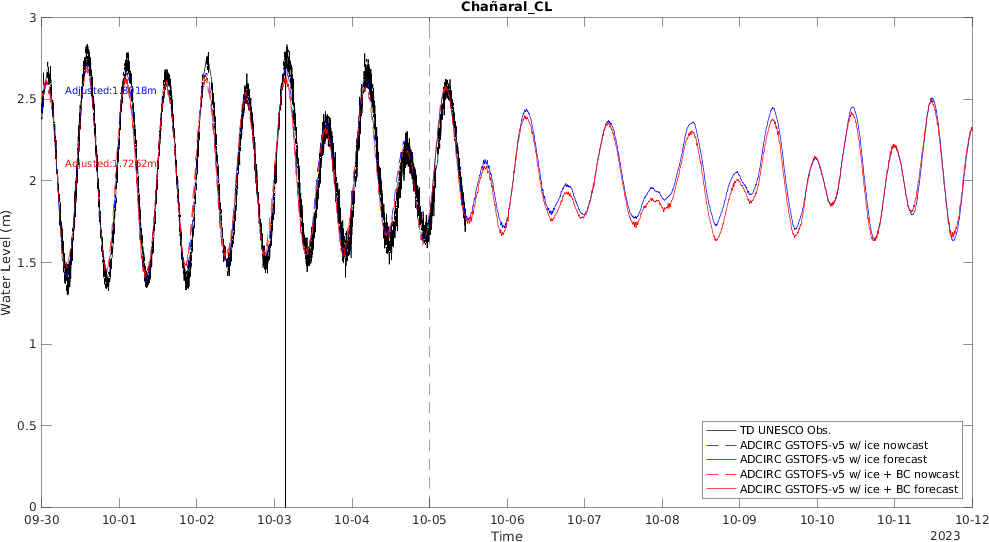 Chañaral_CL
3
2.5
2
1.5
1
0.5
0
Water Level (m)
Adjusted:1.7262m
TD UNESCO Obs.
ADCIRC GSTOFS-v5 w/ ice nowcast
ADCIRC GSTOFS-v5 w/ ice forecast
ADCIRC GSTOFS-v5 w/ ice + BC nowcast
ADCIRC GSTOFS-v5 w/ ice + BC forecast
09-30 10-01 10-02 10-03 10-04 10-05 10-06 10-07 10-08 10-09 10-10 10-11 10-12
Time
2023